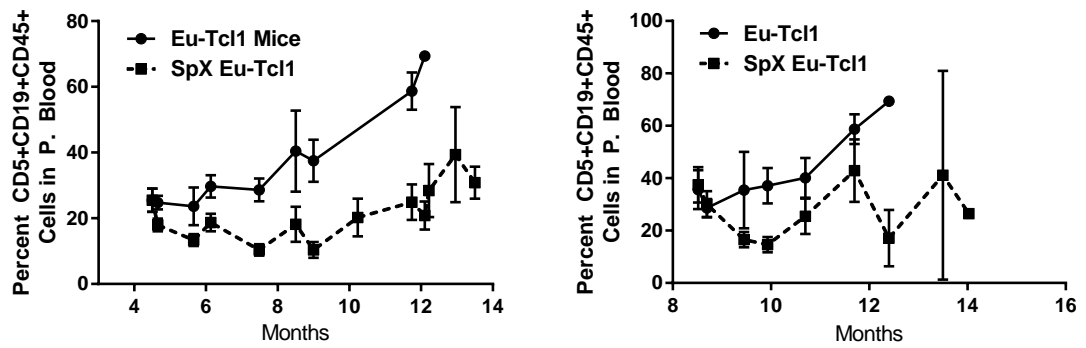 Percent CD5+CD19+CD45+
Cells in P. Blood
80
60
40
20
0
Eu-Tcl1 Mice
SpX Eu-Tcl1
4 6 8 10 12 14
Months
Percent CD5+CD19+CD45+
Cells in P. Blood
100
80
60
40
20
0
Eu-Tcl1
SpX Eu-Tcl1
8 10 12 14 16
Months